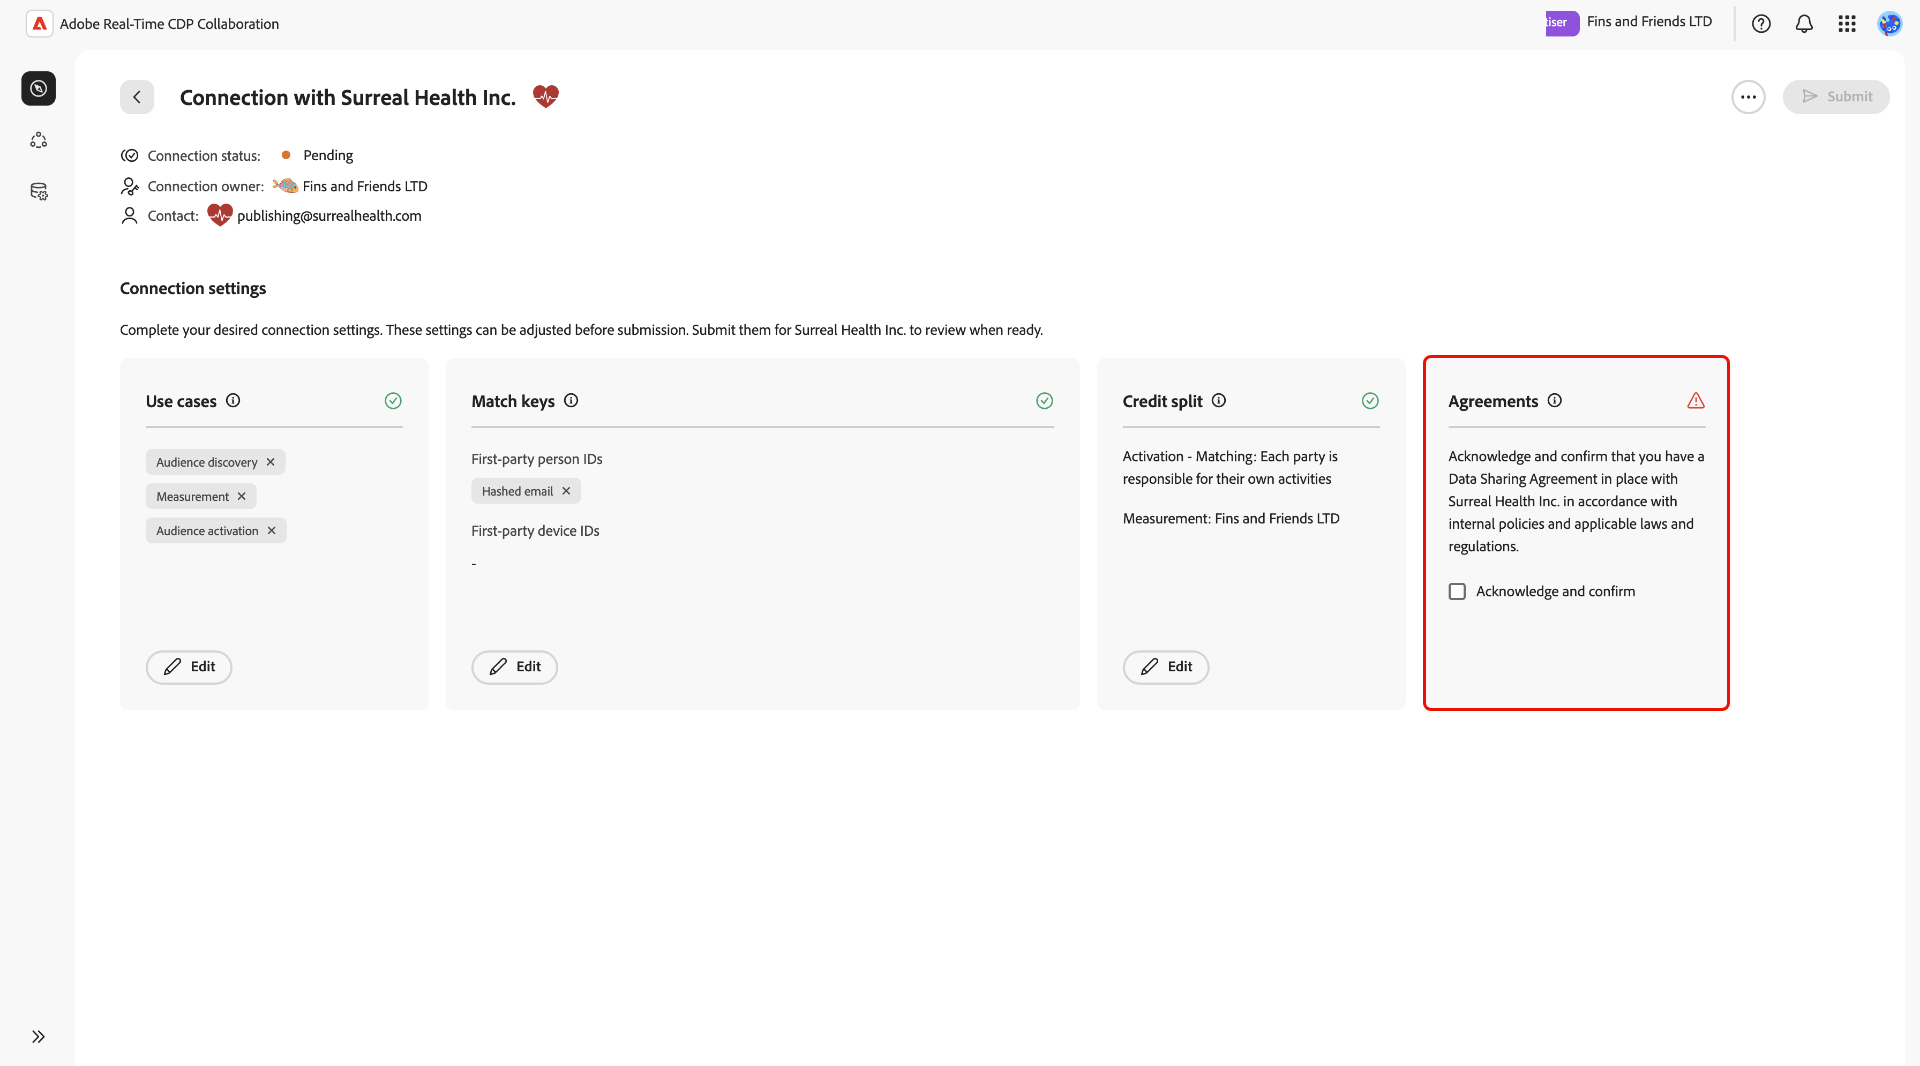 Adobe Real-Time CDP Collaboration
Fins and Friends LTD
Connection with Surreal Health Inc.
Submit
Connection status: Pending
Connection owner: Fins and Friends LTD
Contact: publishing@surrealhealth.com
Connection settings
Complete your desired connection settings. These settings can be adjusted before submission. Submit them for Surreal Health Inc. to review when ready.
Use cases
Audience discovery
Measurement
Audience activation
Edit
Match keys
First-party person IDs
Hashed email
First-party device IDs
-
Edit
Credit split
Activation - Matching: Each party is
responsible for their own activities
Measurement: Fins and Friends LTD
Edit
Agreements
Acknowledge and confirm that you have a
Data Sharing Agreement in place with
Surreal Health Inc. in accordance with
internal policies and applicable laws and
regulations.
Acknowledge and confirm